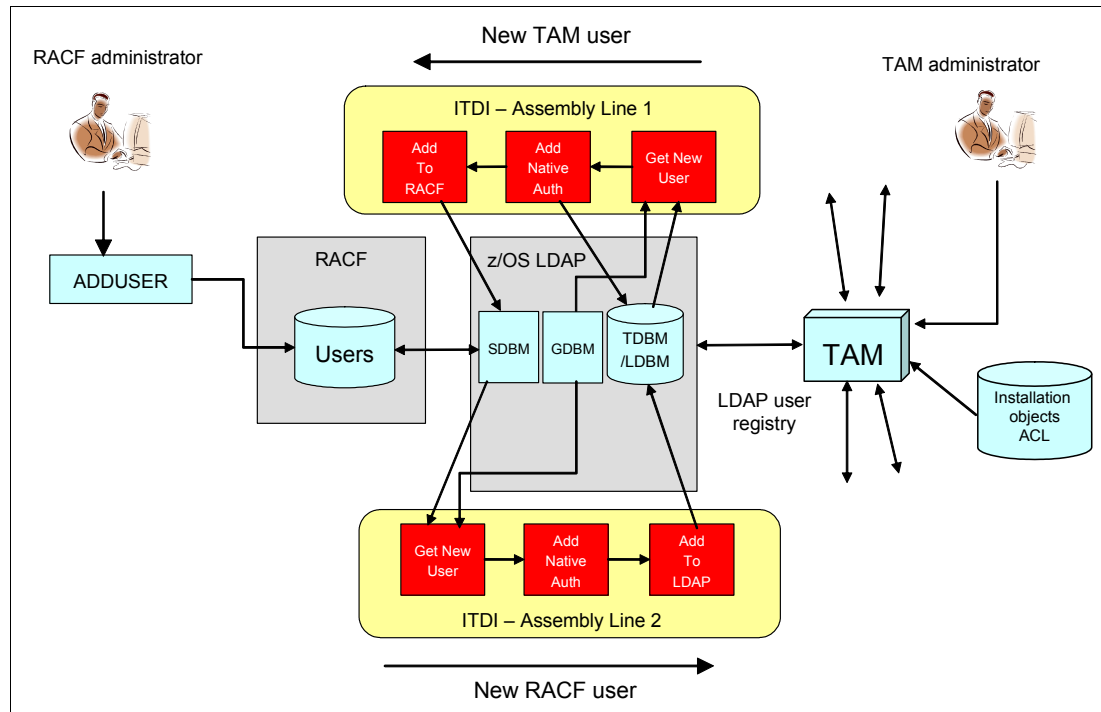 New TAM user
RACF administrator
TAM administrator
ITDI – Assembly Line 1
Add
To
RACF
Add
Native
Auth
Get New
User
RACF
z/OS LDAP
ADDUSER
Users
SDBM
GDBM
TDBM
/LDBM
TAM
LDAP user
registry
Installation
objects
ACL
Get New
User
Add
Native
Auth
Add
To
LDAP
ITDI – Assembly Line 2
New RACF user